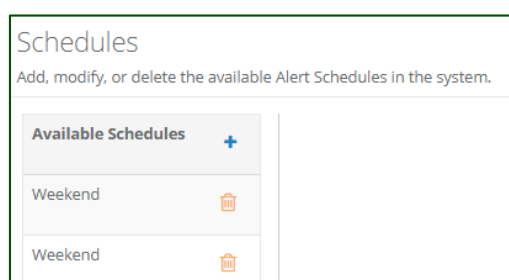 Schedules
Add, modify, or delete the available Alert Schedules in the system.
Available Schedules +
Weekend
Weekend